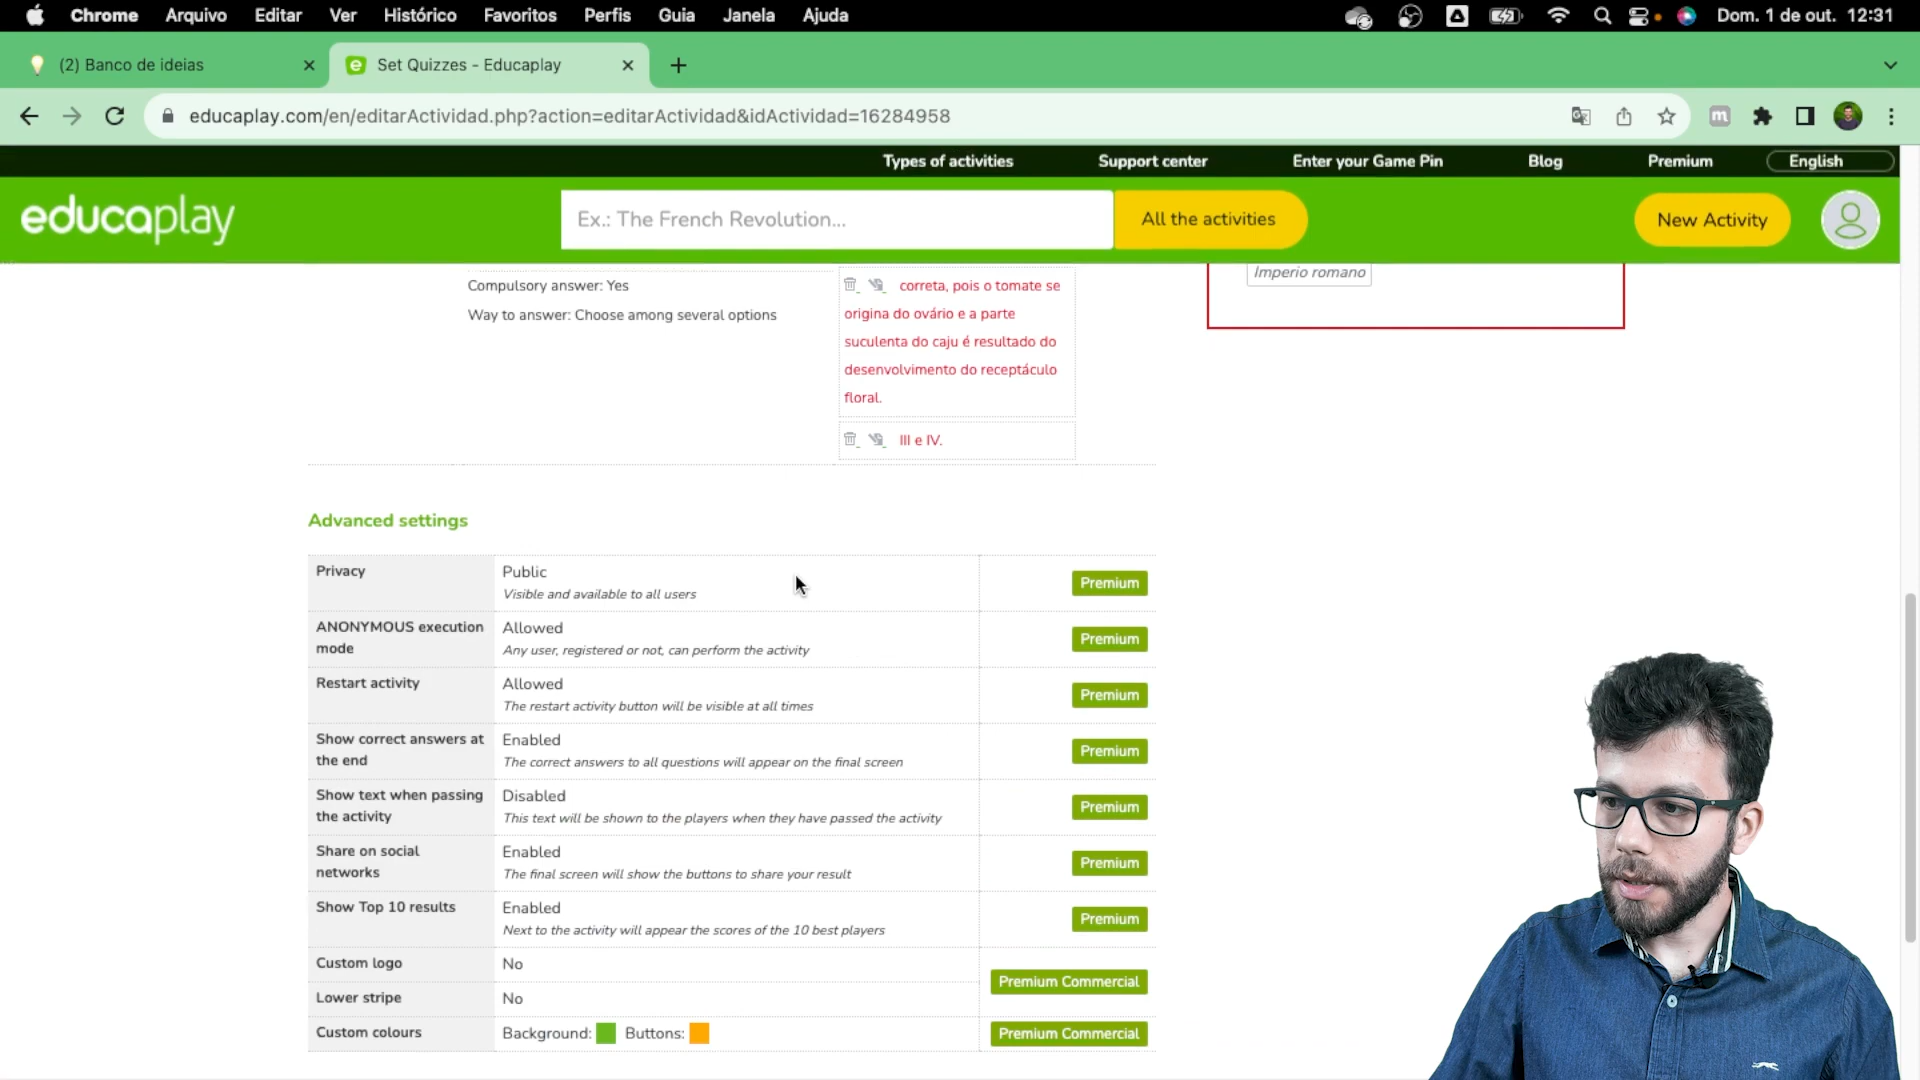 Chrome Arquivo Editar Ver Histórico Favoritos Perfis Guia Janela Ajuda Dom. 1 de out. 12:31
(2) Banco de ideias Set Quizzes - Educaplay
educaplay.com/en/editarActividad.php?action=editarActividad&idActividad=16284958
Types of activities Support center Enter your Game Pin Blog Premium English
educaplay Ex.: The French Revolution... All the activities New Activity
Imperio romano
Compulsory answer: Yes
Way to answer: Choose among several options
correta, pois o tomate se
origina do ovário e a parte
suculenta do caju é resultado do
desenvolvimento do receptáculo
floral.
III e IV.
Advanced settings
Privacy Public Premium
Visible and available to all users
ANONYMOUS execution mode Allowed Premium
Any user, registered or not, can perform the activity
Restart activity Allowed Premium
The restart activity button will be visible at all times
Show correct answers at the end Enabled Premium
The correct answers to all questions will appear on the final screen
Show text when passing the activity Disabled Premium
This text will be shown to the players when they have passed the activity
Share on social networks Enabled Premium
The final screen will show the buttons to share your result
Show Top 10 results Enabled Premium
Next to the activity will appear the scores of the 10 best players
Custom logo No Premium Commercial
Lower stripe No
Custom colours Background: Buttons: Premium Commercial